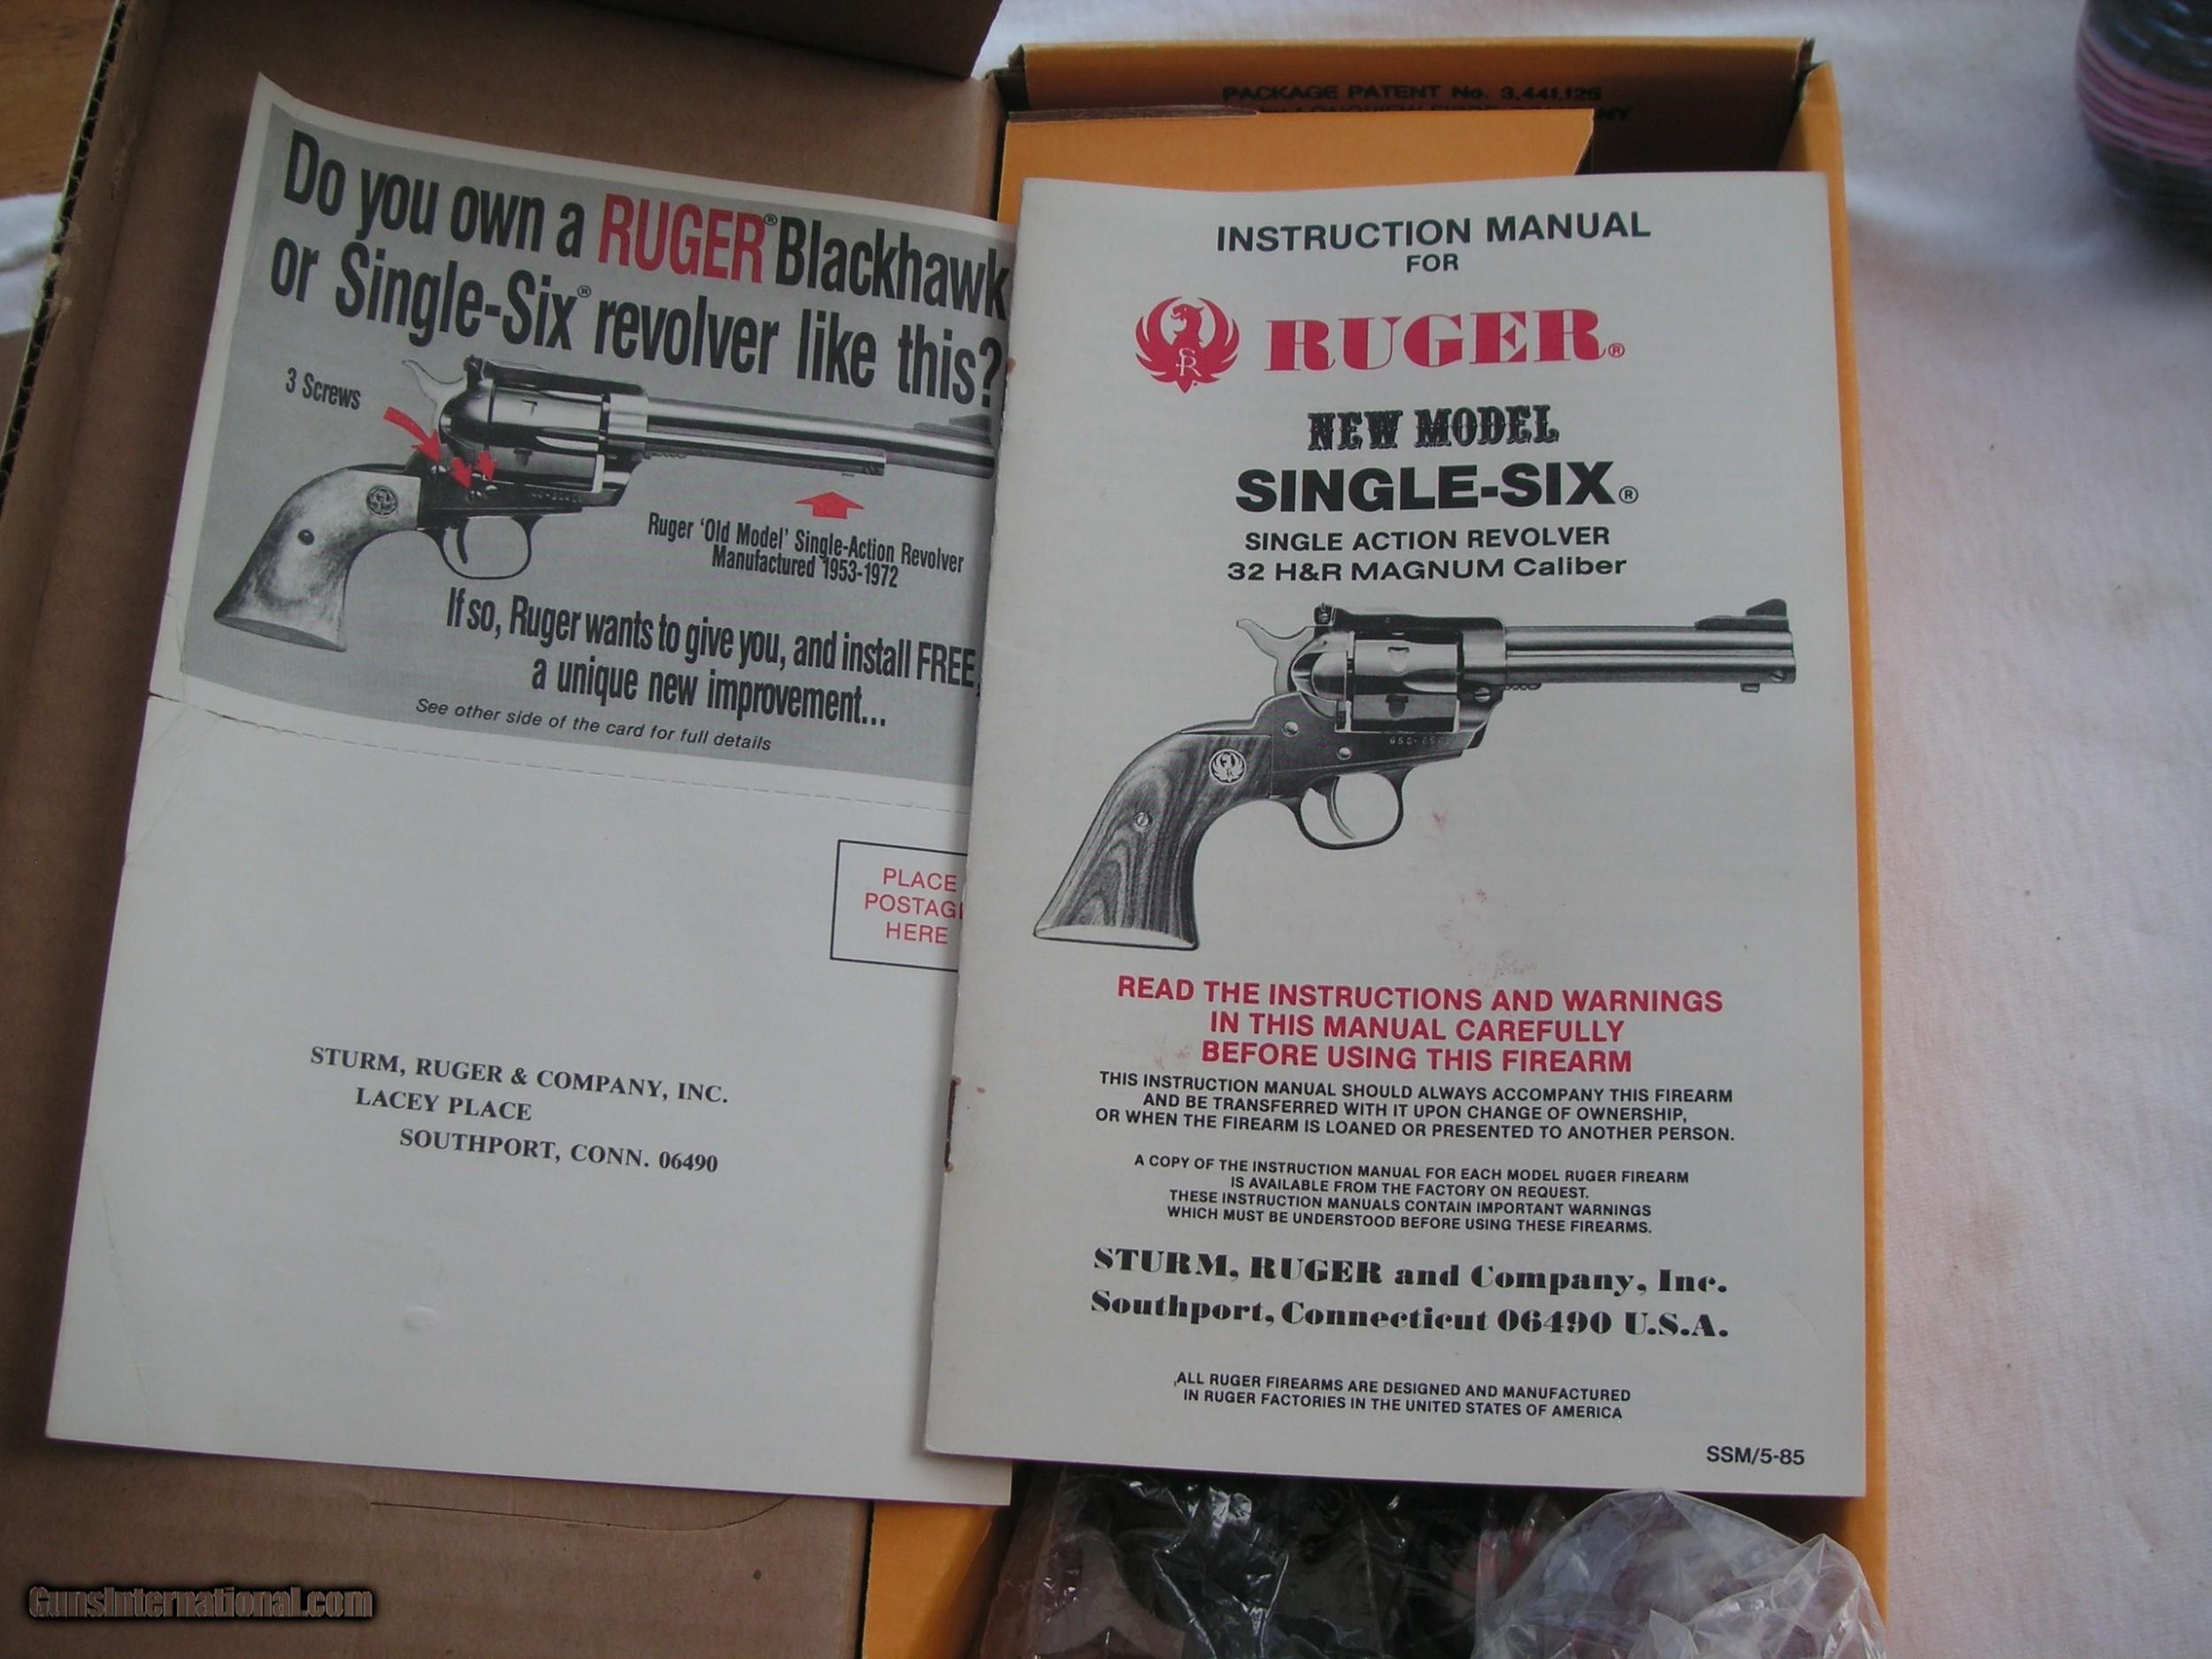 PACKAGE PATENT No. 3,441,126
Do you own a RUGER® Blackhawk
or Single-Six® revolver like this?
3 Screws
Ruger 'Old Model' Single-Action Revolver
Manufactured 1953-1972
If so, Ruger wants to give you, and install FREE,
a unique new improvement...
See other side of the card for full details
PLACE
POSTAG
HERE
STURM, RUGER & COMPANY, INC.
LACEY PLACE
SOUTHPORT, CONN. 06490
INSTRUCTION MANUAL
FOR
RUGER®
NEW MODEL
SINGLE-SIX®
SINGLE ACTION REVOLVER
32 H&R MAGNUM Caliber
READ THE INSTRUCTIONS AND WARNINGS
IN THIS MANUAL CAREFULLY
BEFORE USING THIS FIREARM
THIS INSTRUCTION MANUAL SHOULD ALWAYS ACCOMPANY THIS FIREARM
AND BE TRANSFERRED WITH IT UPON CHANGE OF OWNERSHIP,
OR WHEN THE FIREARM IS LOANED OR PRESENTED TO ANOTHER PERSON.
A COPY OF THE INSTRUCTION MANUAL FOR EACH MODEL RUGER FIREARM
IS AVAILABLE FROM THE FACTORY ON REQUEST.
THESE INSTRUCTION MANUALS CONTAIN IMPORTANT WARNINGS
WHICH MUST BE UNDERSTOOD BEFORE USING THESE FIREARMS.
STURM, RUGER and Company, Inc.
Southport, Connecticut 06490 U.S.A.
ALL RUGER FIREARMS ARE DESIGNED AND MANUFACTURED
IN RUGER FACTORIES IN THE UNITED STATES OF AMERICA
SSM/5-85
GunsInternational.com